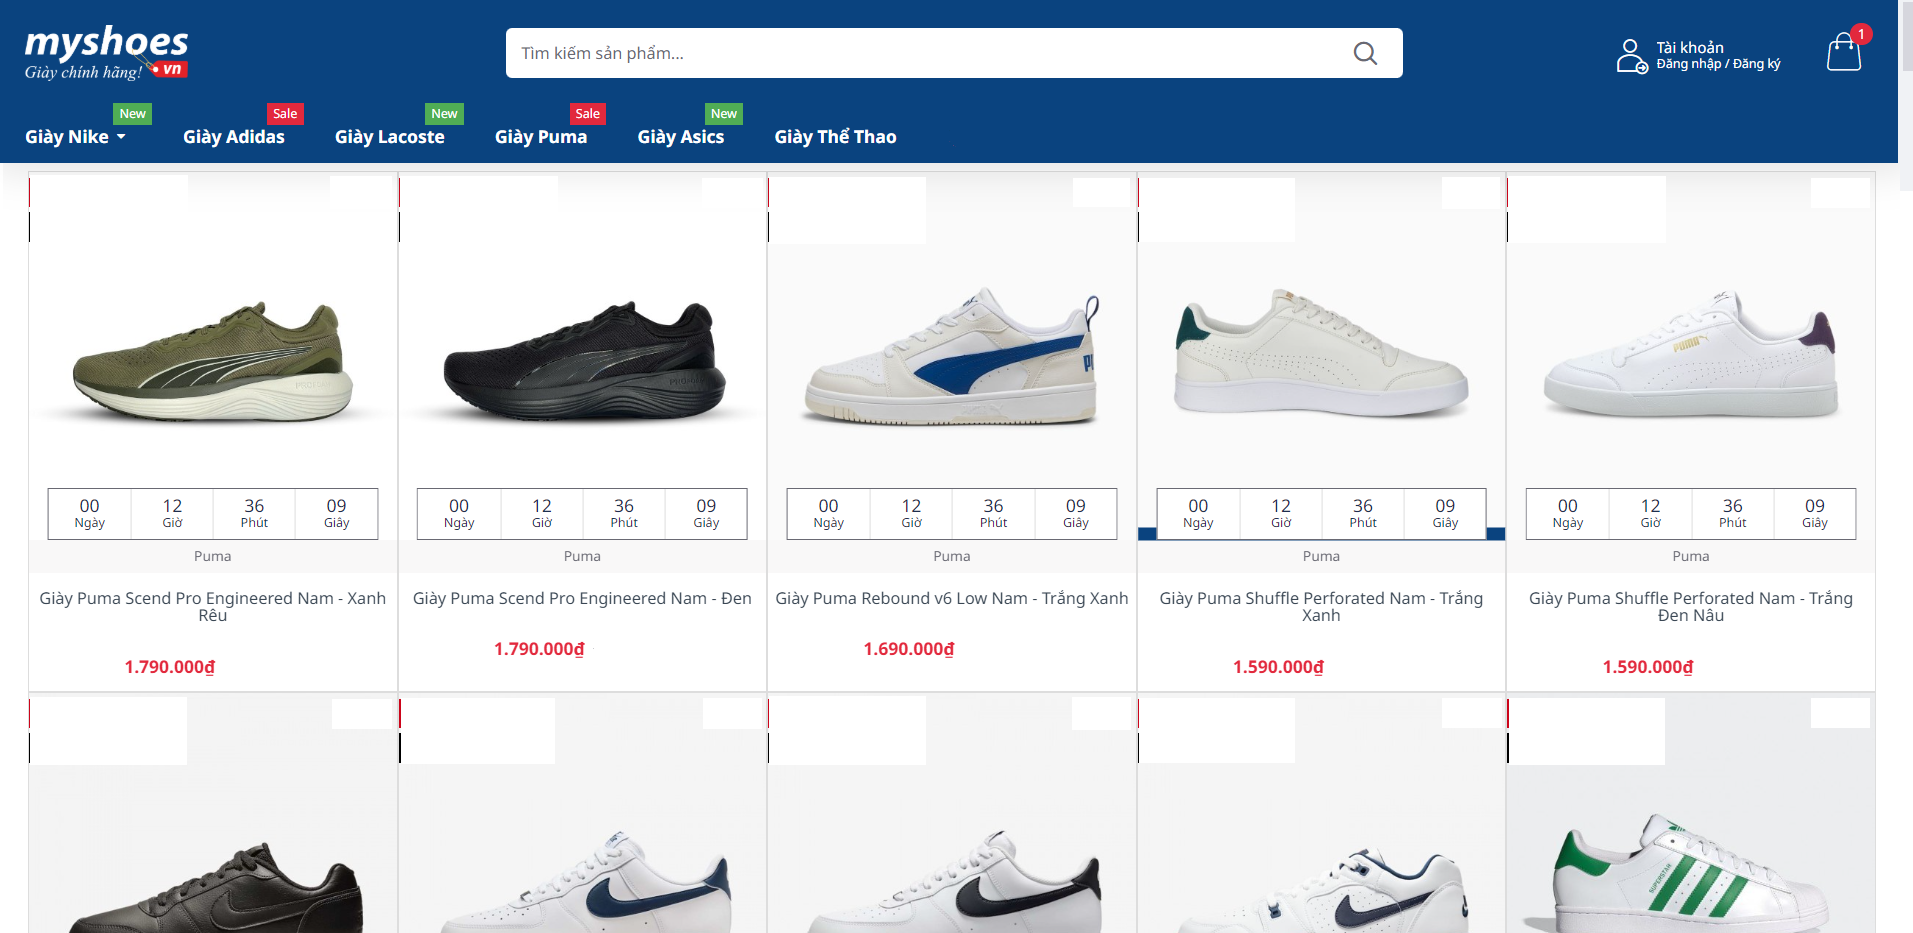 myshoes
Giày chính hãng!
vn
Tìm kiếm sản phẩm...
Tài khoản
Đăng nhập / Đăng ký
1
New
Sale
New
Sale
New
Giày Nike
Giày Adidas
Giày Lacoste
Giày Puma
Giày Asics
Giày Thể Thao
00
12
36
09
Ngày
Giờ
Phút
Giây
Puma
Giày Puma Scend Pro Engineered Nam - Xanh
Rêu
1.790.000₫
00
12
36
09
Ngày
Giờ
Phút
Giây
Puma
Giày Puma Scend Pro Engineered Nam - Đen
1.790.000₫
00
12
36
09
Ngày
Giờ
Phút
Giây
Puma
Giày Puma Rebound v6 Low Nam - Trắng Xanh
1.690.000₫
00
12
36
09
Ngày
Giờ
Phút
Giây
Puma
Giày Puma Shuffle Perforated Nam - Trắng
Xanh
1.590.000₫
PUMA
00
12
36
09
Ngày
Giờ
Phút
Giây
Puma
Giày Puma Shuffle Perforated Nam - Trắng
Đen Nâu
1.590.000₫
SUPERSTAR